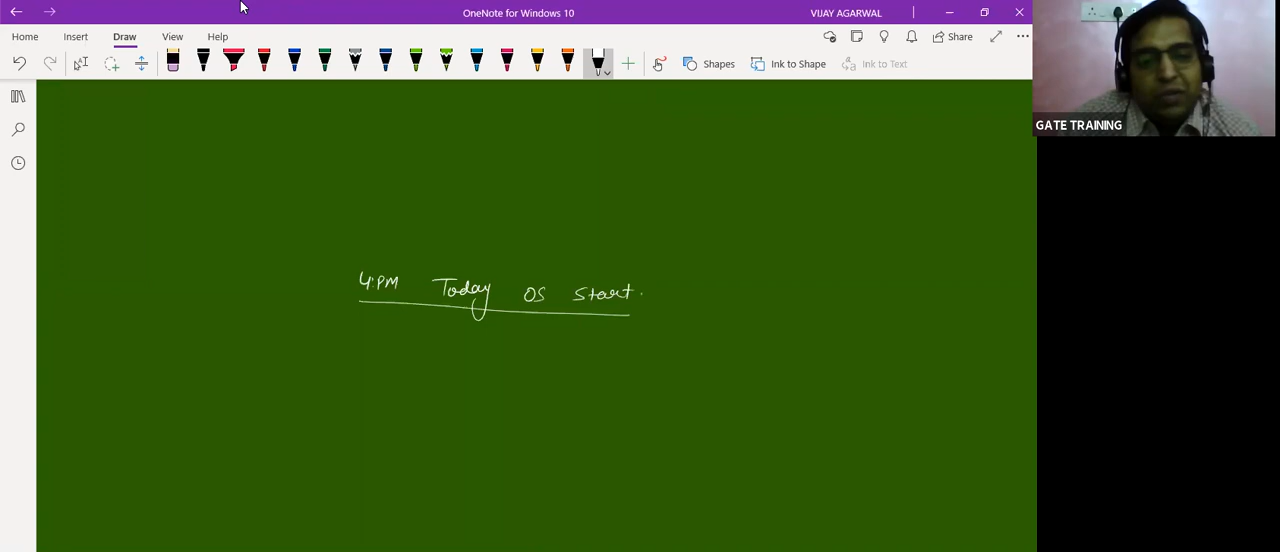 OneNote for Windows 10
VIJAY AGARWAL
Home Insert Draw View Help
Share
Shapes Ink to Shape Ink to Text
GATE TRAINING
4:PM Today OS Start.